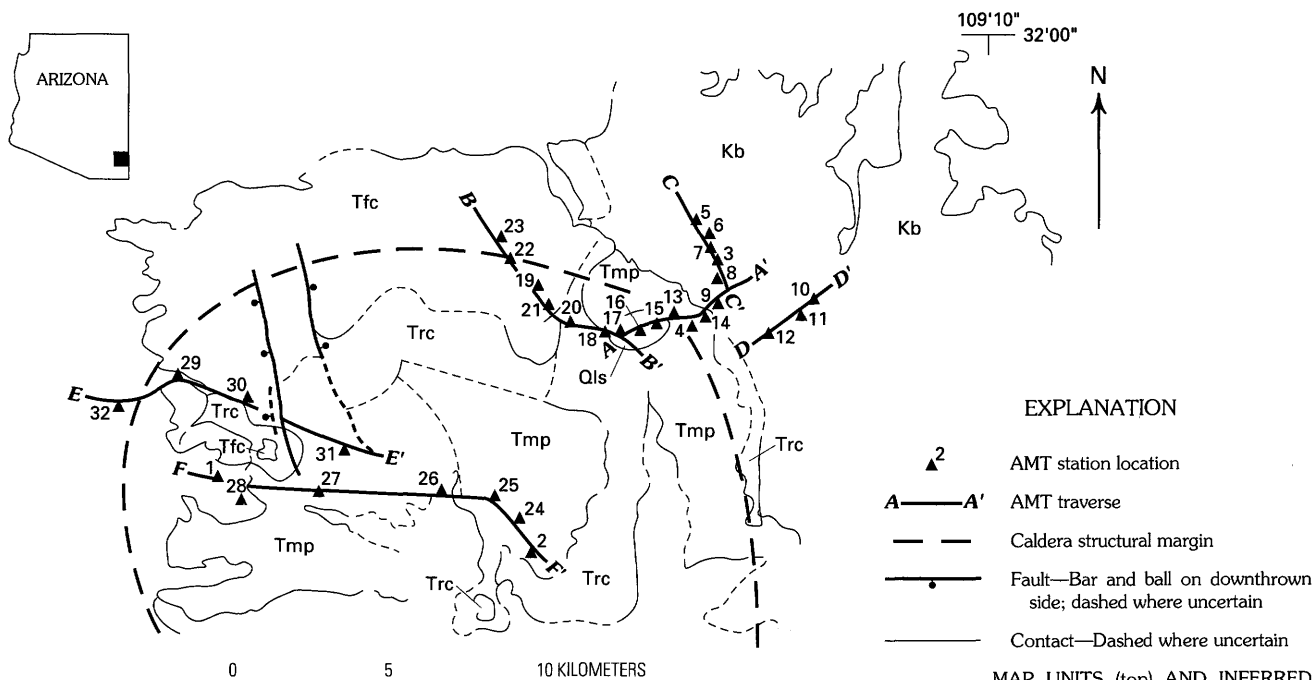 109'10"
32'00"
ARIZONA
N
Kb
Kb
C
B
Tfc
5
23
6
22
7
3
Tmp
8
A'
19
16
13
9
C'
10
D'
21
20
17
15
11
Trc
18
4
14
12
A
B'
D
Qls
29
E
30
32
Trc
EXPLANATION
Tmp
Tmp
Trc
Tfc
31
E'
2
AMT station location
F
1
28
27
26
25
A
A'
AMT traverse
24
Tmp
2
Caldera structural margin
F'
Trc
Trc
Fault—Bar and ball on downthrown
side; dashed where uncertain
Contact—Dashed where uncertain
0 5 10 KILOMETERS
MAP UNITS (top) AND INFERRED